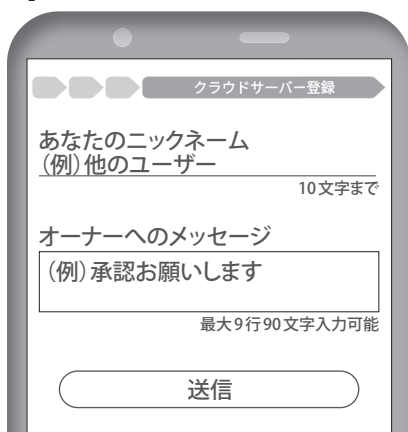 クラウドサーバー登録
あなたのニックネーム
（例）他のユーザー
10文字まで
オーナーへのメッセージ
（例）承認お願いします
最大9行90文字入力可能
送信